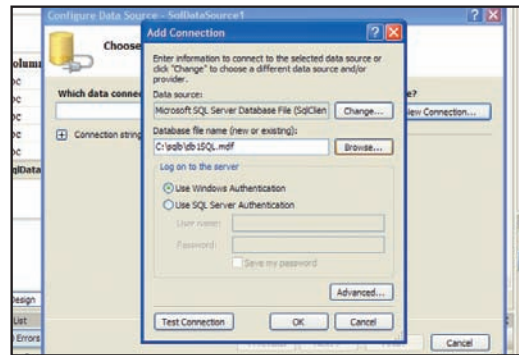 Configure Data Source - SqlDataSource1
Add Connection
Choose
Enter information to connect to the selected data source or
click "Change" to choose a different data source and/or
provider.
Data source:
Microsoft SQL Server Database File (SqlClien
Change...
Which data connec
e?
New Connection...
Connection string
Database file name (new or existing):
C:\pqlb\db1SQL.mdf
Browse...
Log on to the server
Use Windows Authentication
Use SQL Server Authentication
User name:
Password:
Save my password
Advanced...
Test Connection
OK
Cancel
Cancel
Design
List
Errors